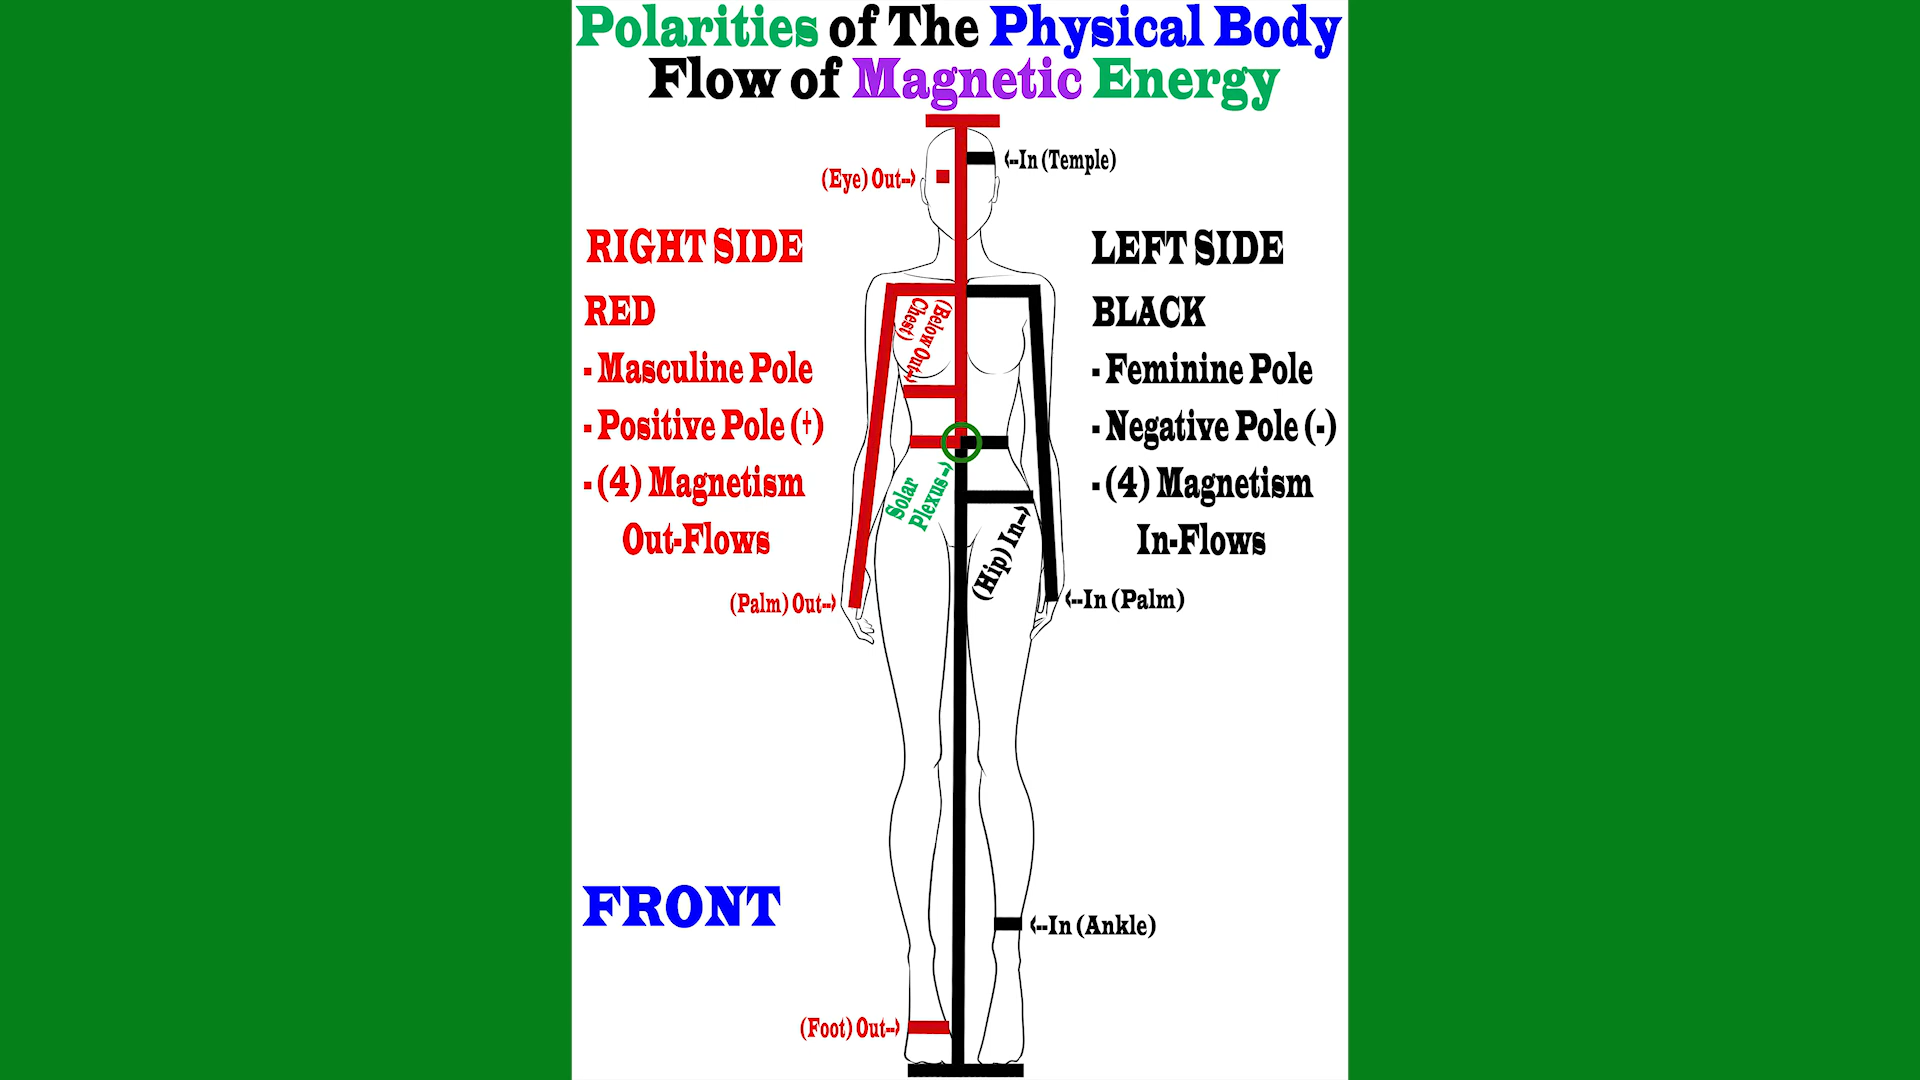 Polarities of The Physical Body
Flow of Magnetic Energy
<--In (Temple)
(Eye) Out-->
RIGHT SIDE
RED
- Masculine Pole
- Positive Pole (+)
- (4) Magnetism
Out-Flows
LEFT SIDE
BLACK
- Feminine Pole
- Negative Pole (-)
- (4) Magnetism
In-Flows
(Below Out-->
Chest)
Solar
Plexus -->
(Hip) In-->
(Palm) Out-->
<--In (Palm)
FRONT
<--In (Ankle)
(Foot) Out-->